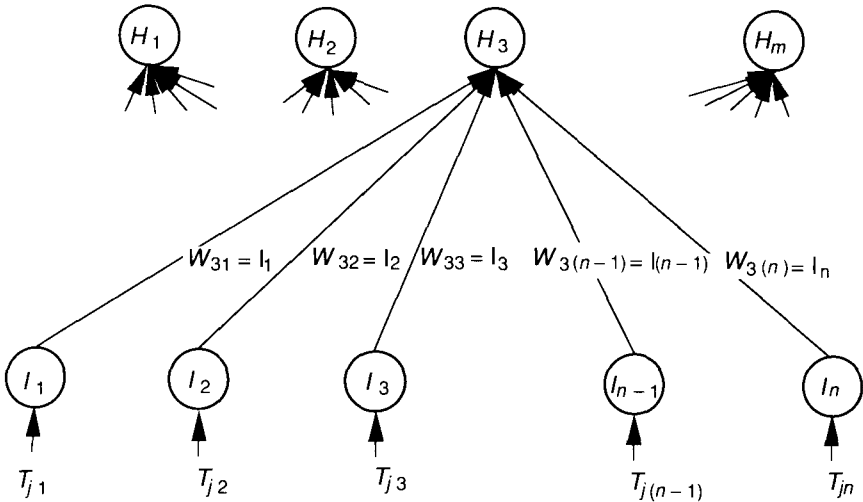 H1 H2 H3 Hm
W31 = I1 W32 = I2 W33 = I3 W3(n−1) = I(n−1) W3(n) = In
I1 I2 I3 In−1 In
Tj1 Tj2 Tj3 Tj(n−1) Tjn